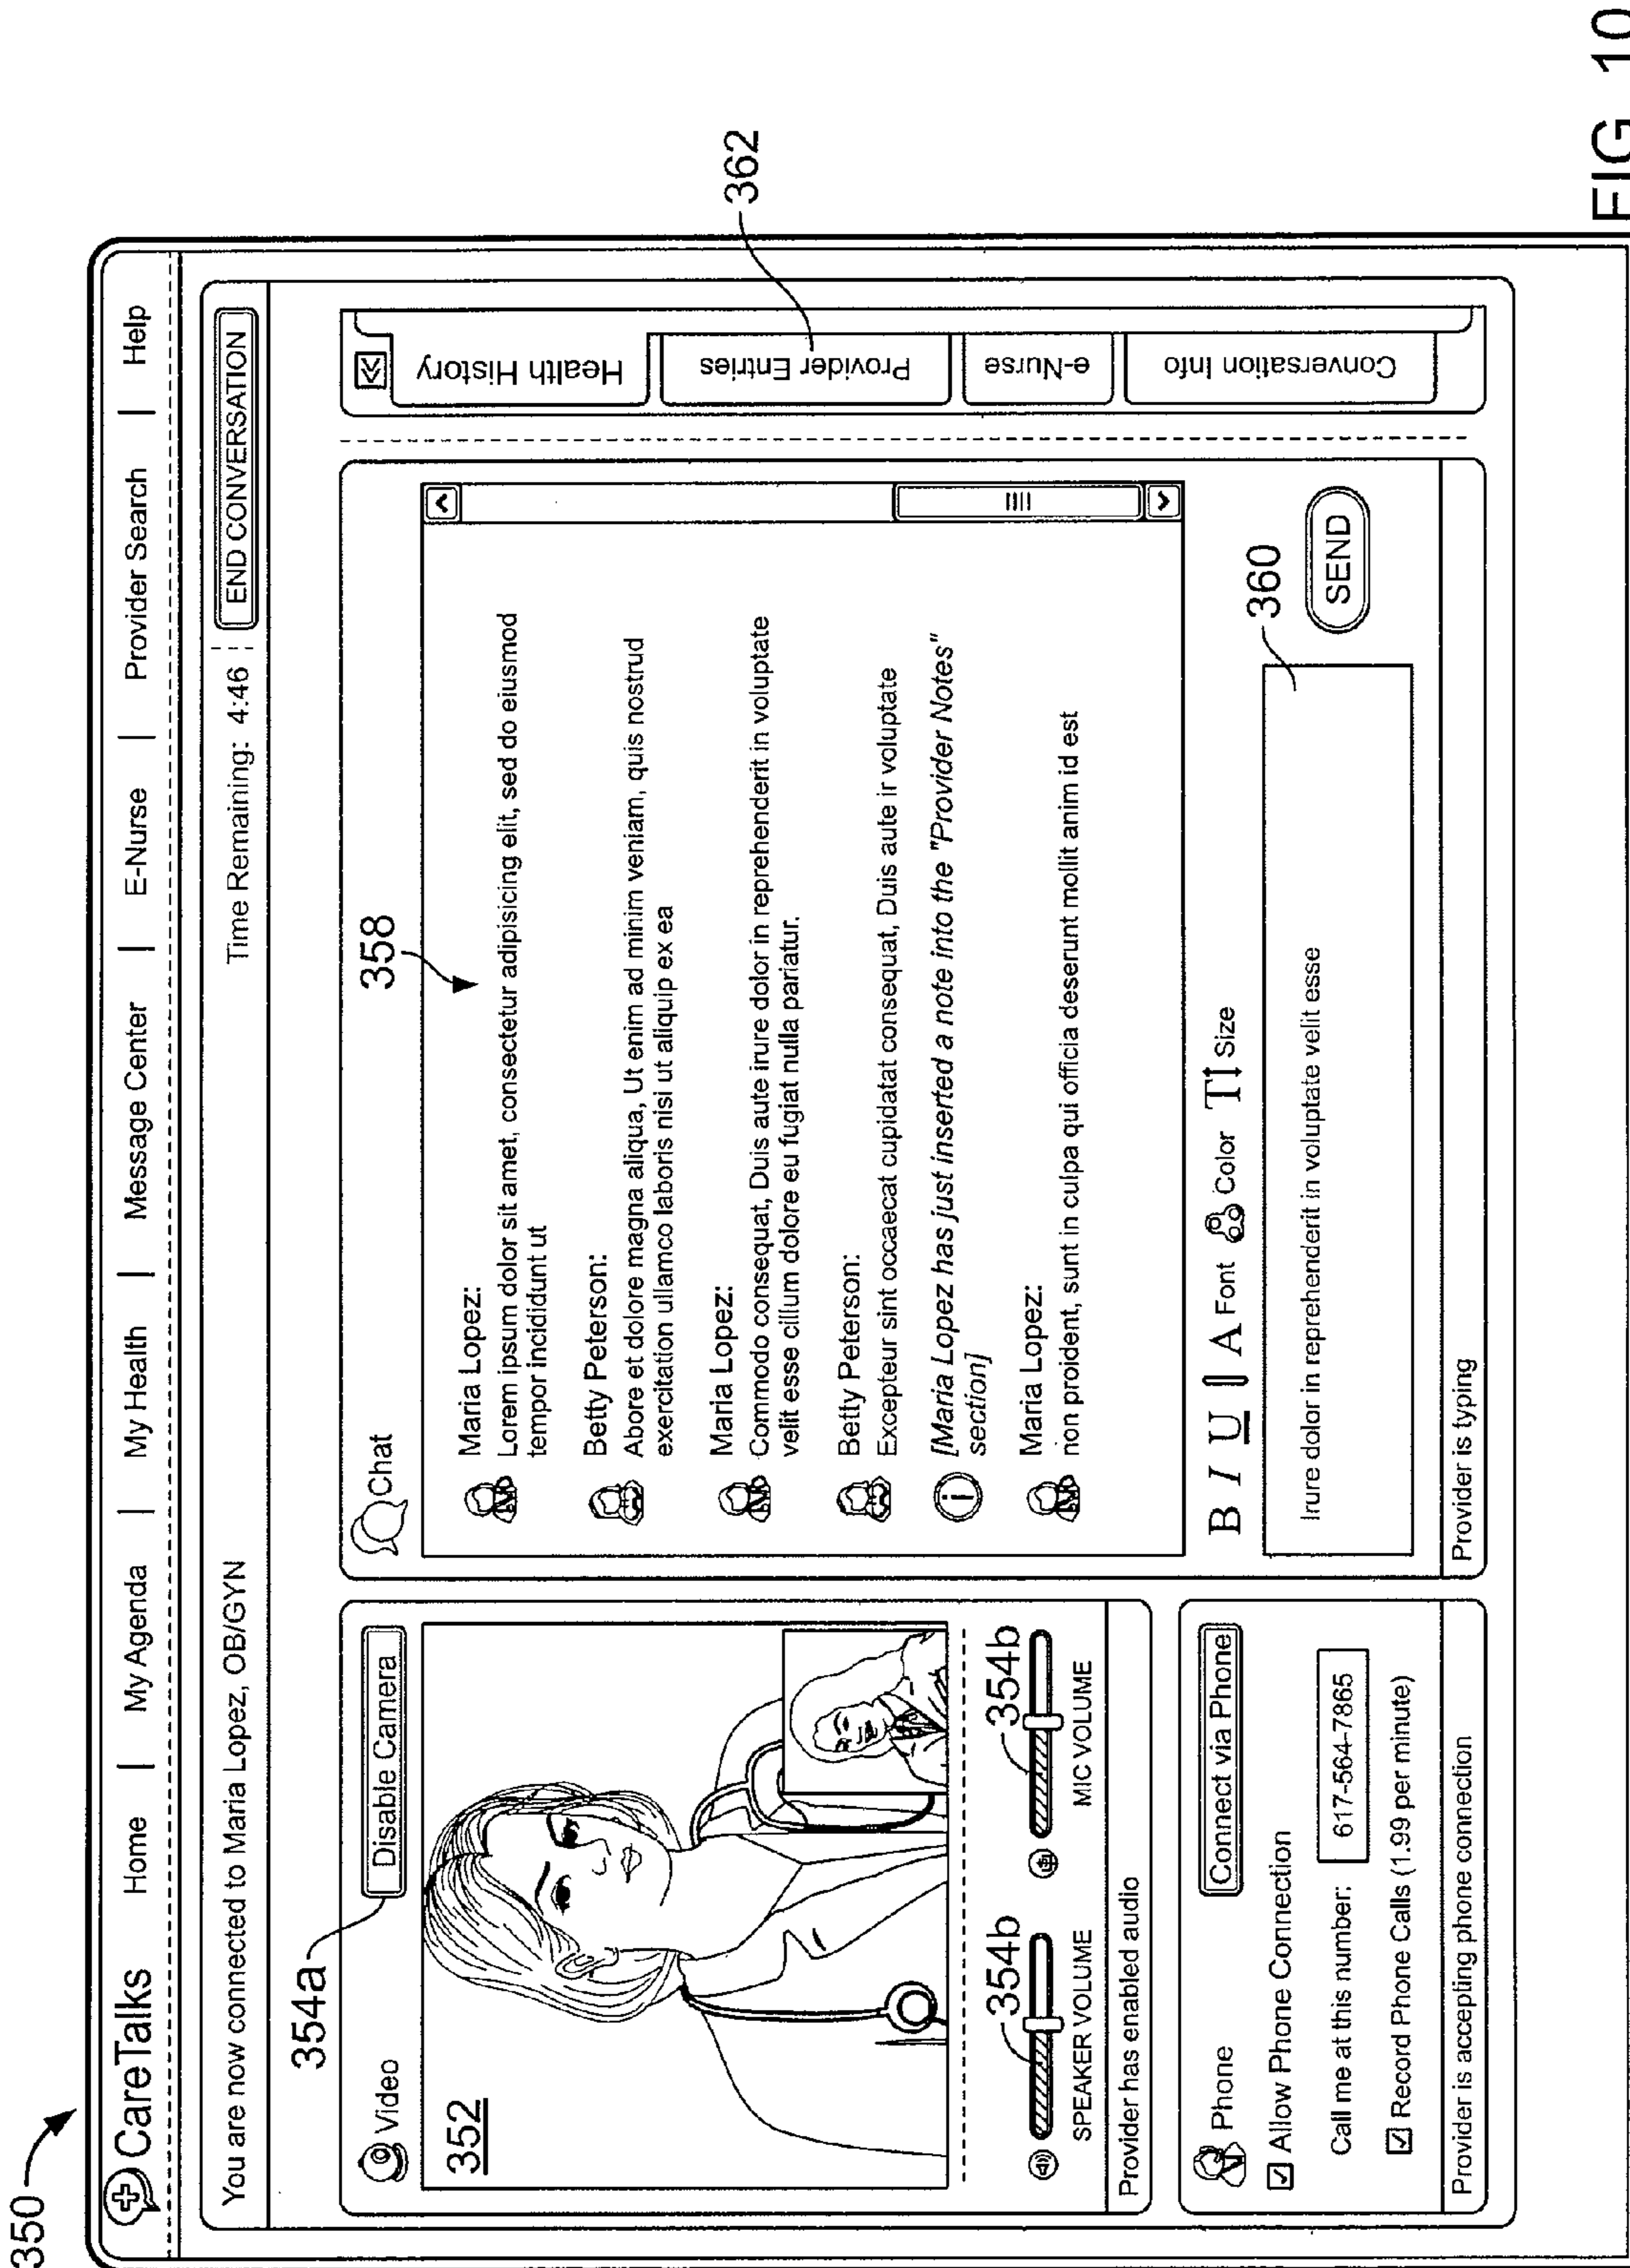 350
CareTalks
Home | My Agenda | My Health | Message Center | E-Nurse | Provider Search | Help
You are now connected to Maria Lopez, OB/GYN
Time Remaining: 4:46
END CONVERSATION
354a
Video
Disable Camera
352
354b
354b
SPEAKER VOLUME
MIC VOLUME
Provider has enabled audio
Phone
Connect via Phone
Allow Phone Connection
Call me at this number: 617-564-7865
Record Phone Calls (1.99 per minute)
Provider is accepting phone connection
Chat
358
Maria Lopez:
Lorem ipsum dolor sit amet, consectetur adipisicing elit, sed do eiusmod
tempor incididunt ut
Betty Peterson:
Abore et dolore magna aliqua, Ut enim ad minim veniam, quis nostrud
exercitation ullamco laboris nisi ut aliquip ex ea
Maria Lopez:
Commodo consequat, Duis aute irure dolor in reprehenderit in voluptate
velit esse cillum dolore eu fugiat nulla pariatur.
Betty Peterson:
Excepteur sint occaecat cupidatat consequat, Duis aute ir voluptate
[Maria Lopez has just inserted a note into the "Provider Notes"
section]
Maria Lopez:
non proident, sunt in culpa qui officia deserunt mollit anim id est
B I U A Font Color T Size
360
Irure dolor in reprehenderit in voluptate velit esse
SEND
Provider is typing
Health History
Provider Entries
e-Nurse
Conversation Info
362
FIG. 10